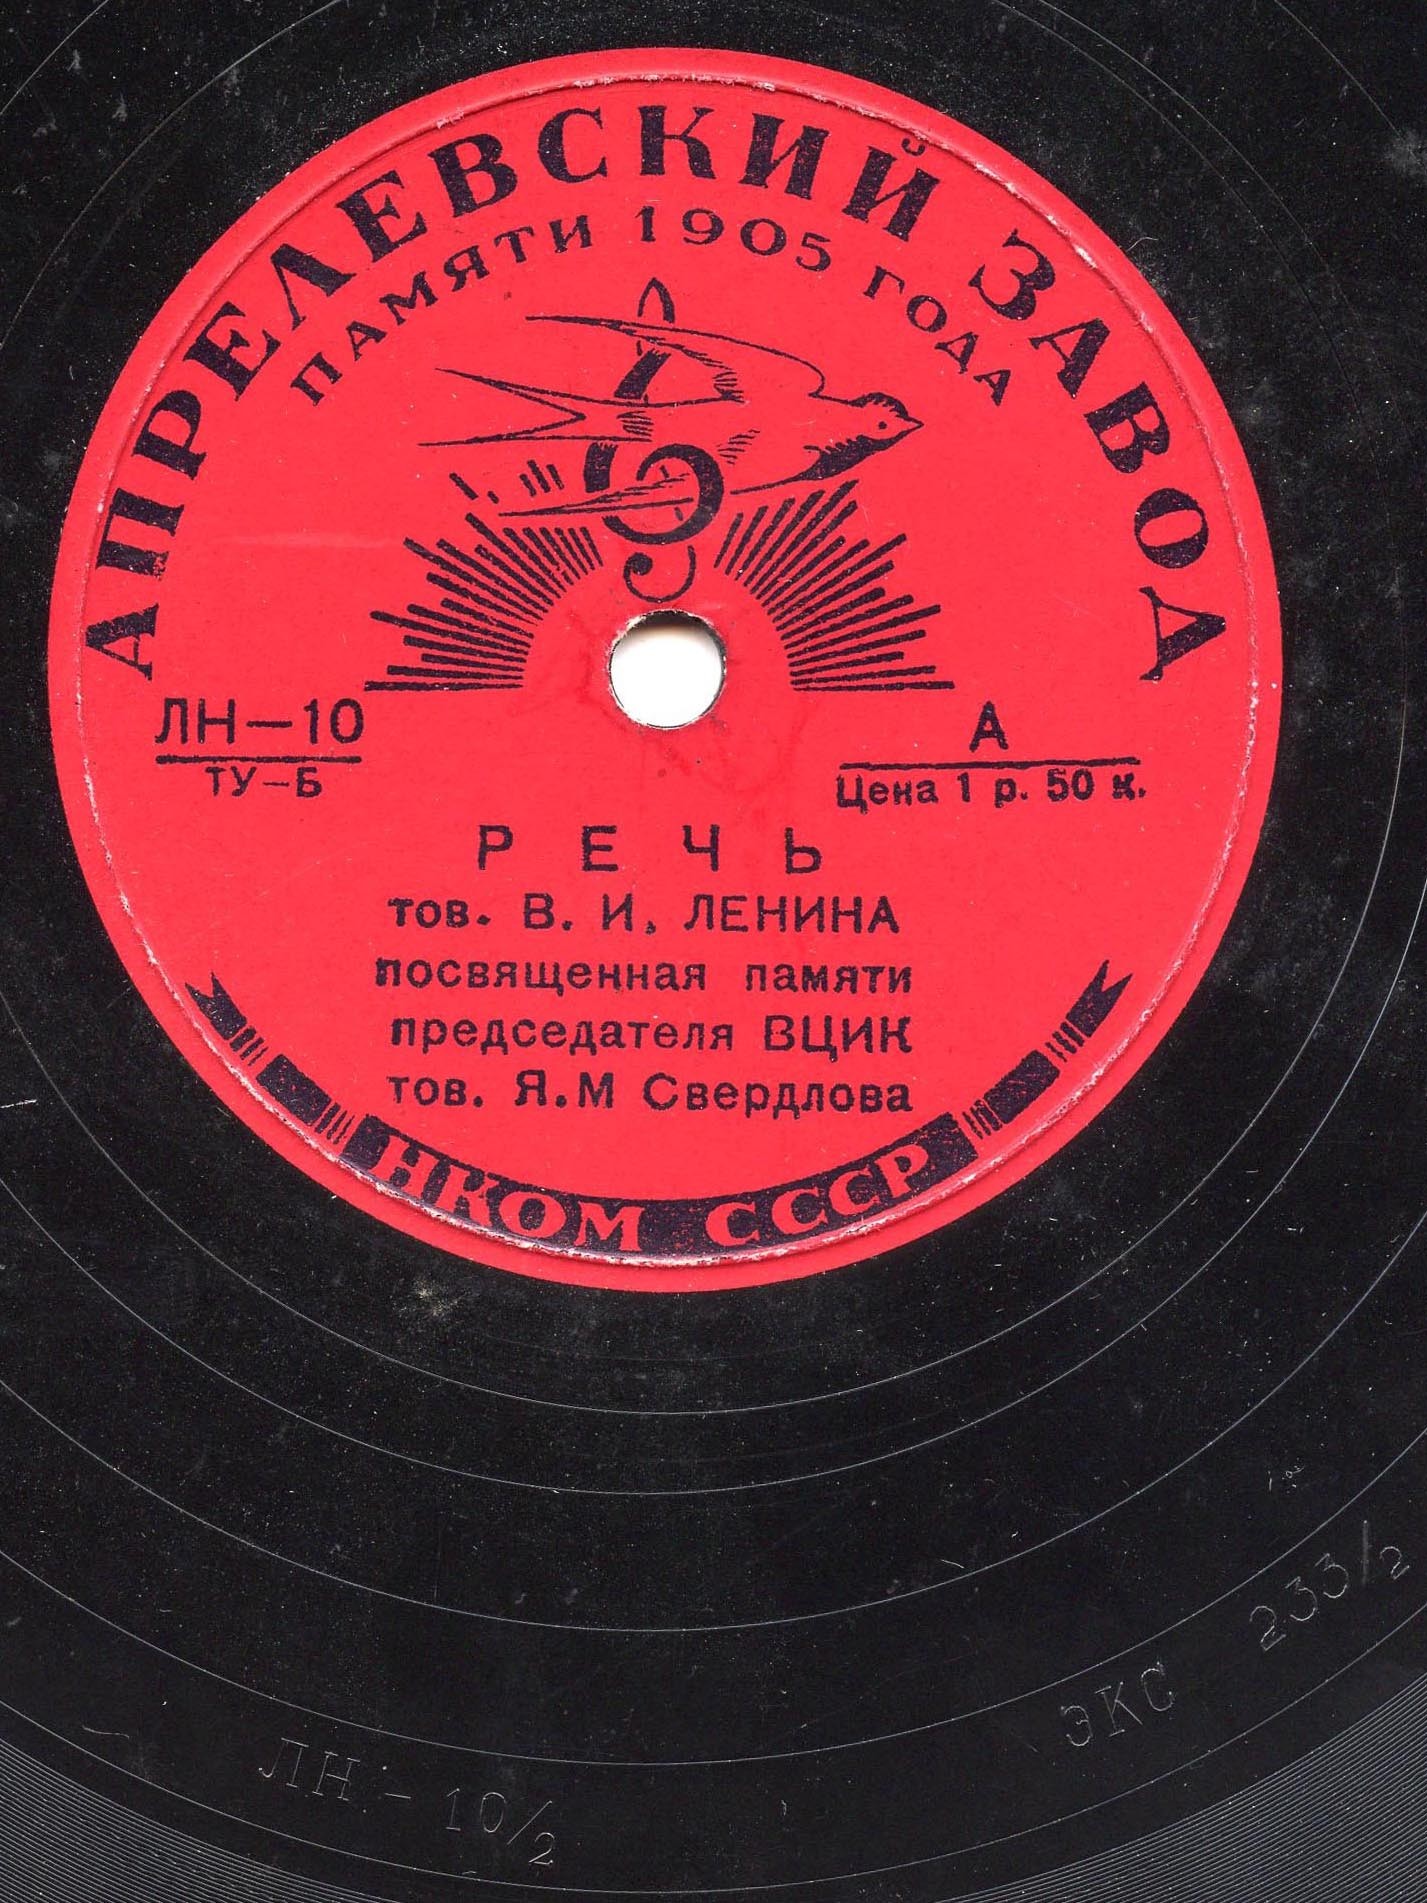 АПРЕЛЕВСКИЙ ЗАВОД
ПАМЯТИ 1905 ГОДА
ЛН-10
ТУ-Б
А
Цена 1 р. 50 к.
РЕЧЬ
тов. В. И. ЛЕНИНА
посвященная памяти
председателя ВЦИК
тов. Я.М Свердлова
НКОМ СССР
ЛН-10/2
ЭКС 233/2